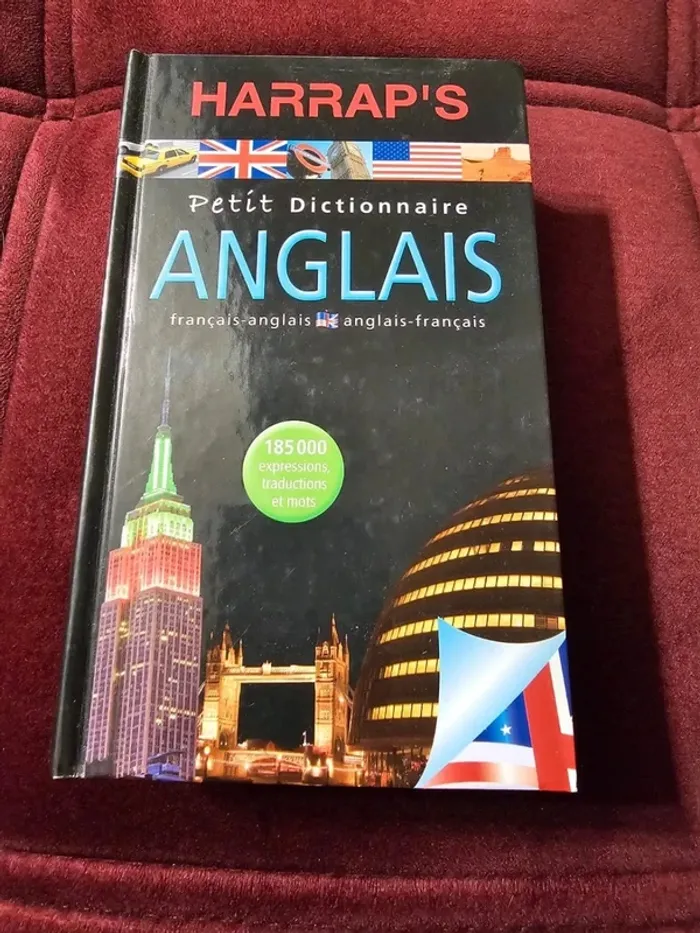 HARRAP'S
Petit Dictionnaire
ANGLAIS
français-anglais anglais-français
185 000
expressions,
traductions
et mots